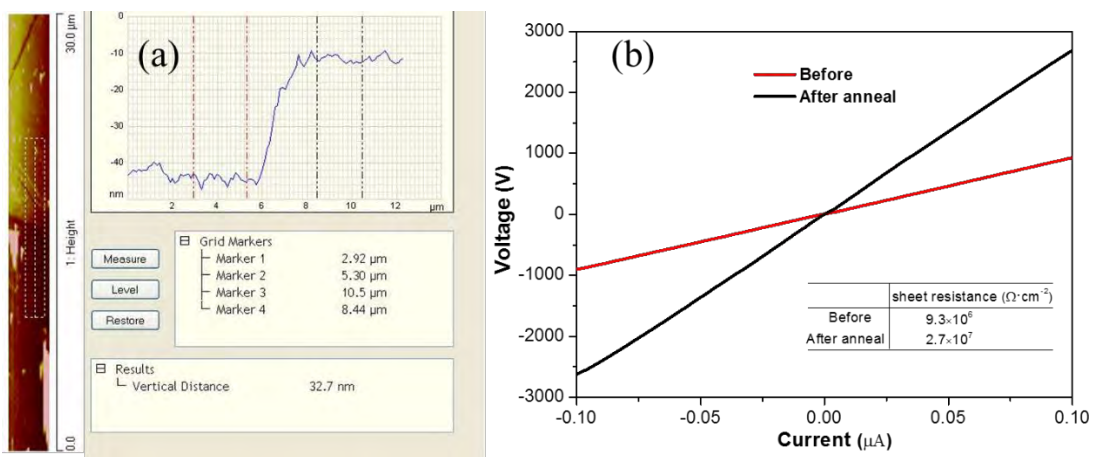 30.0 µm
1: Height
0.0
(a)
0
-10
-20
-30
-40
nm
2 4 6 8 10 12 µm
Measure
Level
Restore
Grid Markers
Marker 1 2.92 µm
Marker 2 5.30 µm
Marker 3 10.5 µm
Marker 4 8.44 µm
Results
Vertical Distance 32.7 nm
(b)
Before
After anneal
Voltage (V)
3000
2000
1000
0
-1000
-2000
-3000
sheet resistance (Ω·cm⁻²)
Before 9.3×10⁶
After anneal 2.7×10⁷
-0.10 -0.05 0.00 0.05 0.10
Current (µA)